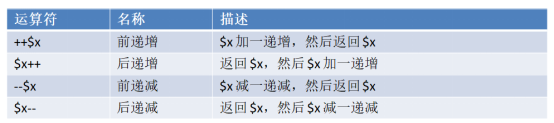 运算符 名称 描述
++$x 前递增 $x 加一递增，然后返回 $x
$x++ 后递增 返回 $x，然后 $x 加一递增
--$x 前递减 $x 减一递减，然后返回 $x
$x-- 后递减 返回 $x，然后 $x 减一递减